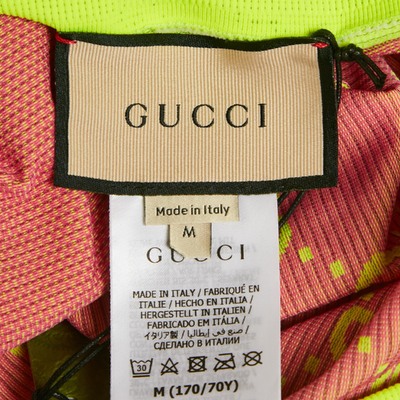 GUCCI
Made in Italy
M
GUCCI
MADE IN ITALY / FABRIQUÉ EN
ITALIE / HECHO EN ITALIA /
HERGESTELLT IN ITALIEN /
FABRICADO EM ITÁLIA /
صنع في إيطاليا / イタリア製 /
СДЕЛАНО В ИТАЛИИ
30
M (170/70Y)